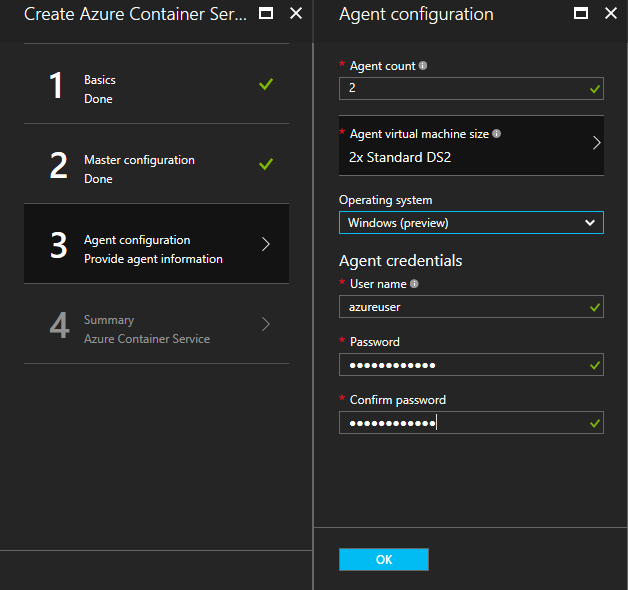 Create Azure Container Ser...
1
Basics
Done
2
Master configuration
Done
3
Agent configuration
Provide agent information
4
Summary
Azure Container Service
Agent configuration
* Agent count
2
* Agent virtual machine size
2x Standard DS2
Operating system
Windows (preview)
Agent credentials
* User name
azureuser
* Password
••••••••••••
* Confirm password
••••••••••••
OK